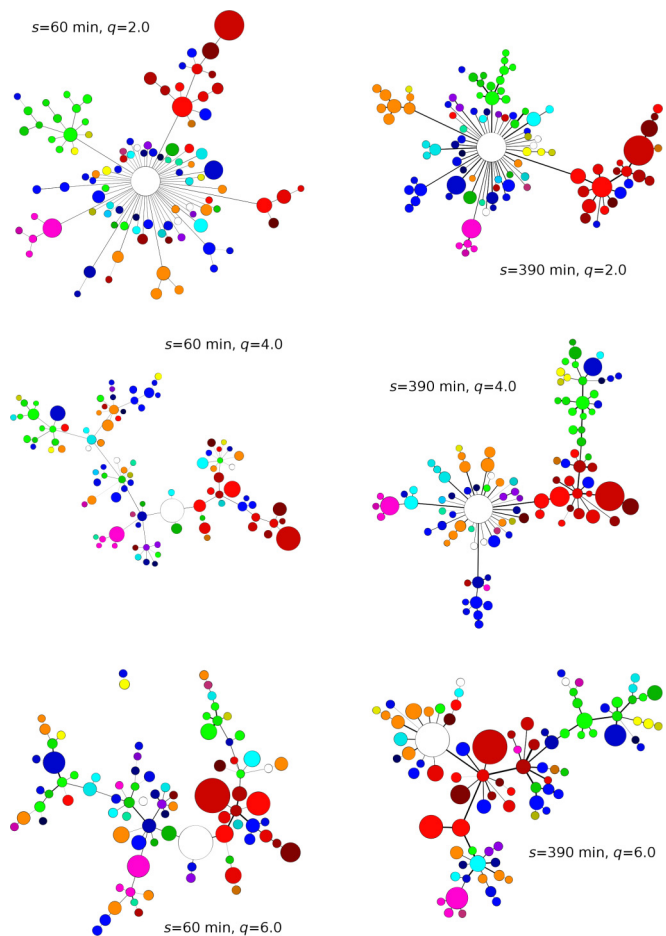 s=60 min, q=2.0
s=390 min, q=2.0
s=60 min, q=4.0
s=390 min, q=4.0
s=390 min, q=6.0
s=60 min, q=6.0